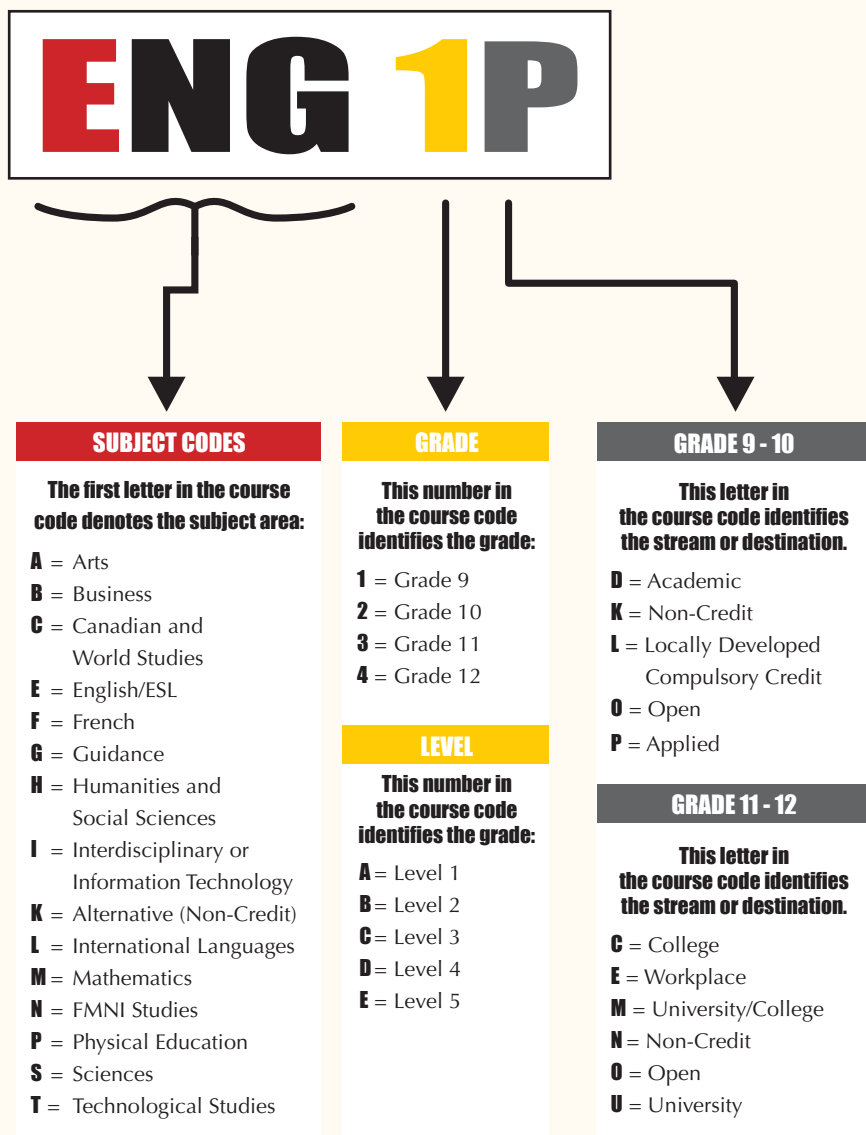 ENG 1P
SUBJECT CODES
The first letter in the course
code denotes the subject area:
A = Arts
B = Business
C = Canadian and
World Studies
E = English/ESL
F = French
G = Guidance
H = Humanities and
Social Sciences
I = Interdisciplinary or
Information Technology
K = Alternative (Non-Credit)
L = International Languages
M = Mathematics
N = FMNI Studies
P = Physical Education
S = Sciences
T = Technological Studies
GRADE
This number in
the course code
identifies the grade:
1 = Grade 9
2 = Grade 10
3 = Grade 11
4 = Grade 12
LEVEL
This number in
the course code
identifies the grade:
A = Level 1
B = Level 2
C = Level 3
D = Level 4
E = Level 5
GRADE 9 - 10
This letter in
the course code identifies
the stream or destination.
D = Academic
K = Non-Credit
L = Locally Developed
Compulsory Credit
O = Open
P = Applied
GRADE 11 - 12
This letter in
the course code identifies
the stream or destination.
C = College
E = Workplace
M = University/College
N = Non-Credit
O = Open
U = University